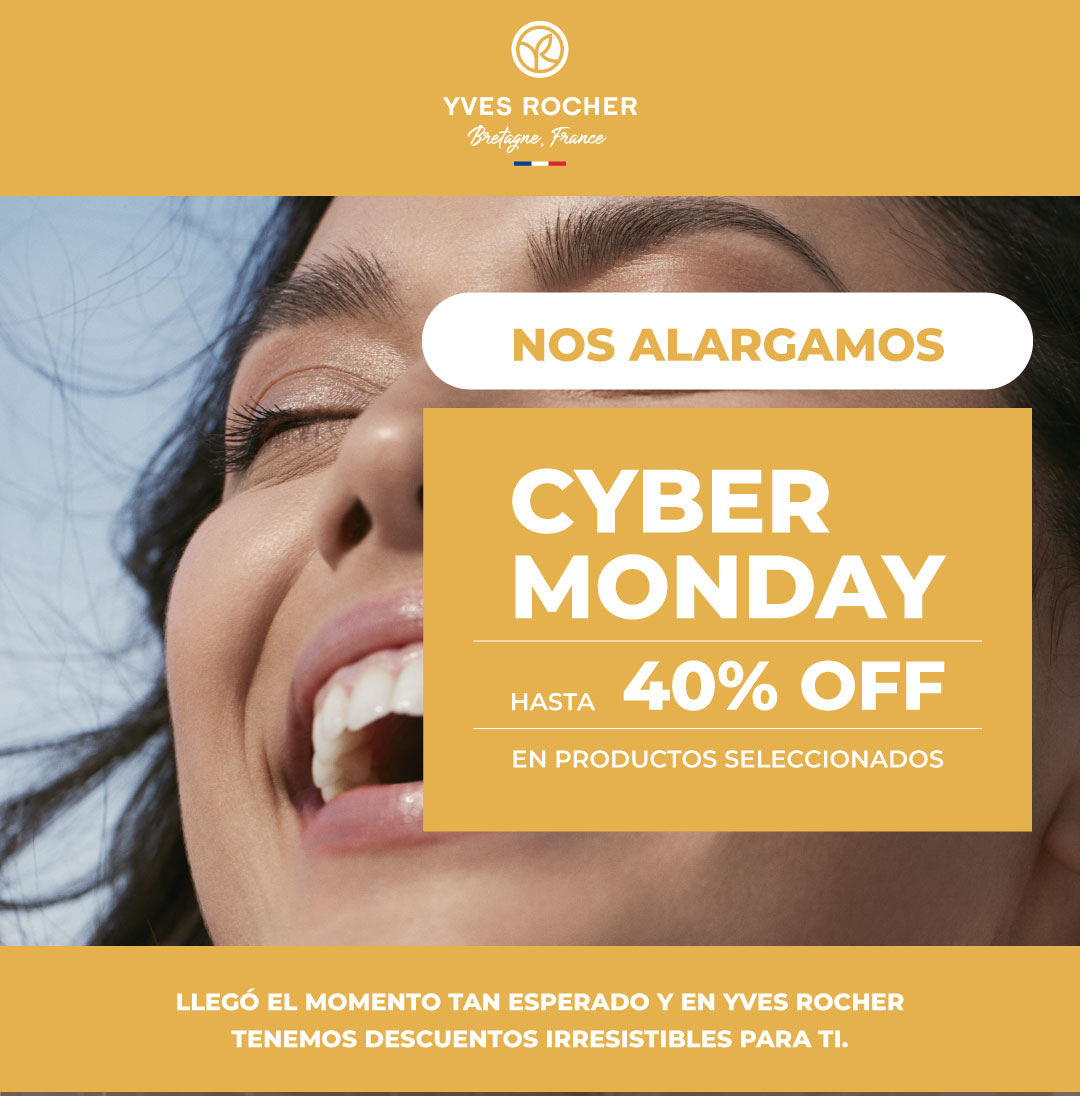 YVES ROCHER
Bretagne, France
NOS ALARGAMOS
CYBER
MONDAY
HASTA 40% OFF
EN PRODUCTOS SELECCIONADOS
LLEGÓ EL MOMENTO TAN ESPERADO Y EN YVES ROCHER
TENEMOS DESCUENTOS IRRESISTIBLES PARA TI.